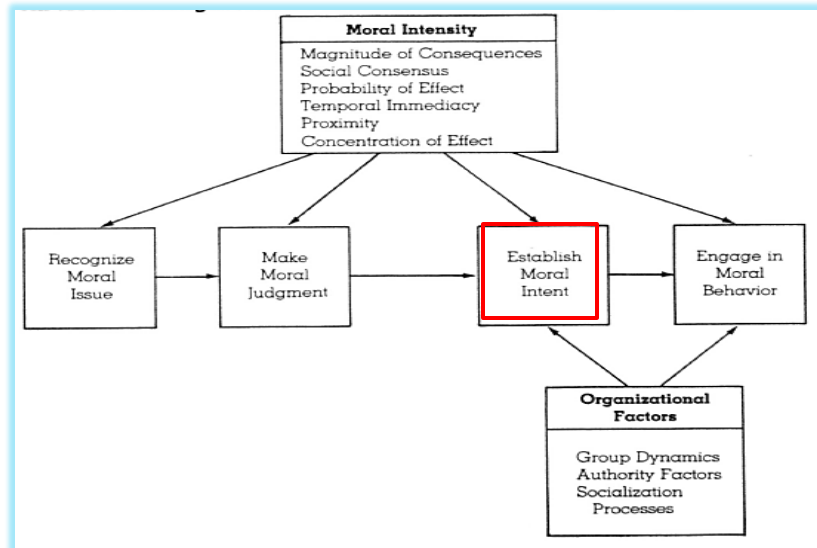 Moral Intensity
Magnitude of Consequences
Social Consensus
Probability of Effect
Temporal Immediacy
Proximity
Concentration of Effect
Recognize
Moral
Issue
Make
Moral
Judgment
Establish
Moral
Intent
Engage in
Moral
Behavior
Organizational
Factors
Group Dynamics
Authority Factors
Socialization
Processes